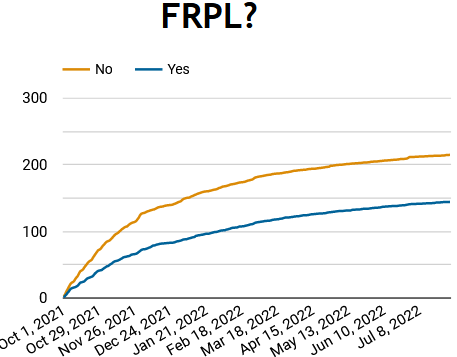 FRPL?
No Yes
300
200
100
0
Oct 1, 2021
Oct 29, 2021
Nov 26, 2021
Dec 24, 2021
Jan 21, 2022
Feb 18, 2022
Mar 18, 2022
Apr 15, 2022
May 13, 2022
Jun 10, 2022
Jul 8, 2022